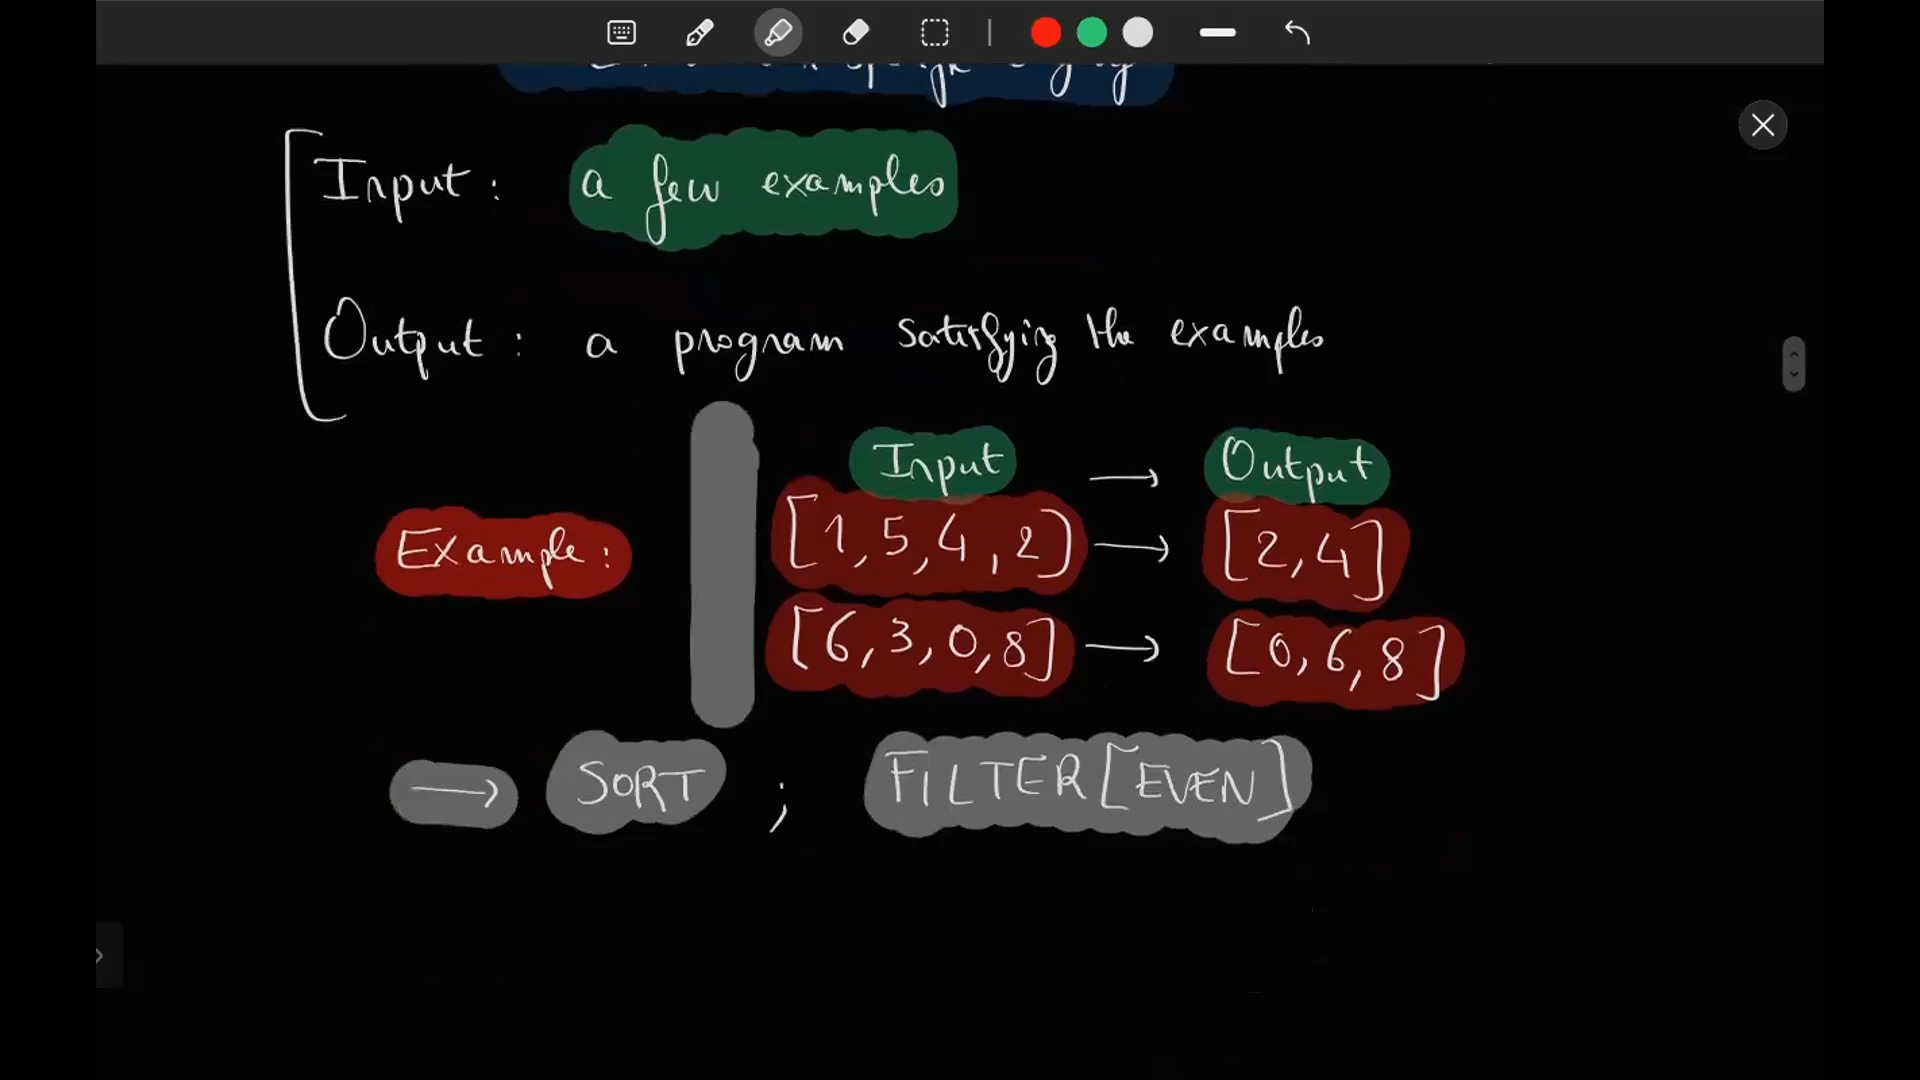 Input : a few examples
Output : a program satisfying the examples
Input → Output
Example : [1, 5, 4, 2] → [2, 4]
[6, 3, 0, 8] → [0, 6, 8]
→ SORT ; FILTER[EVEN]